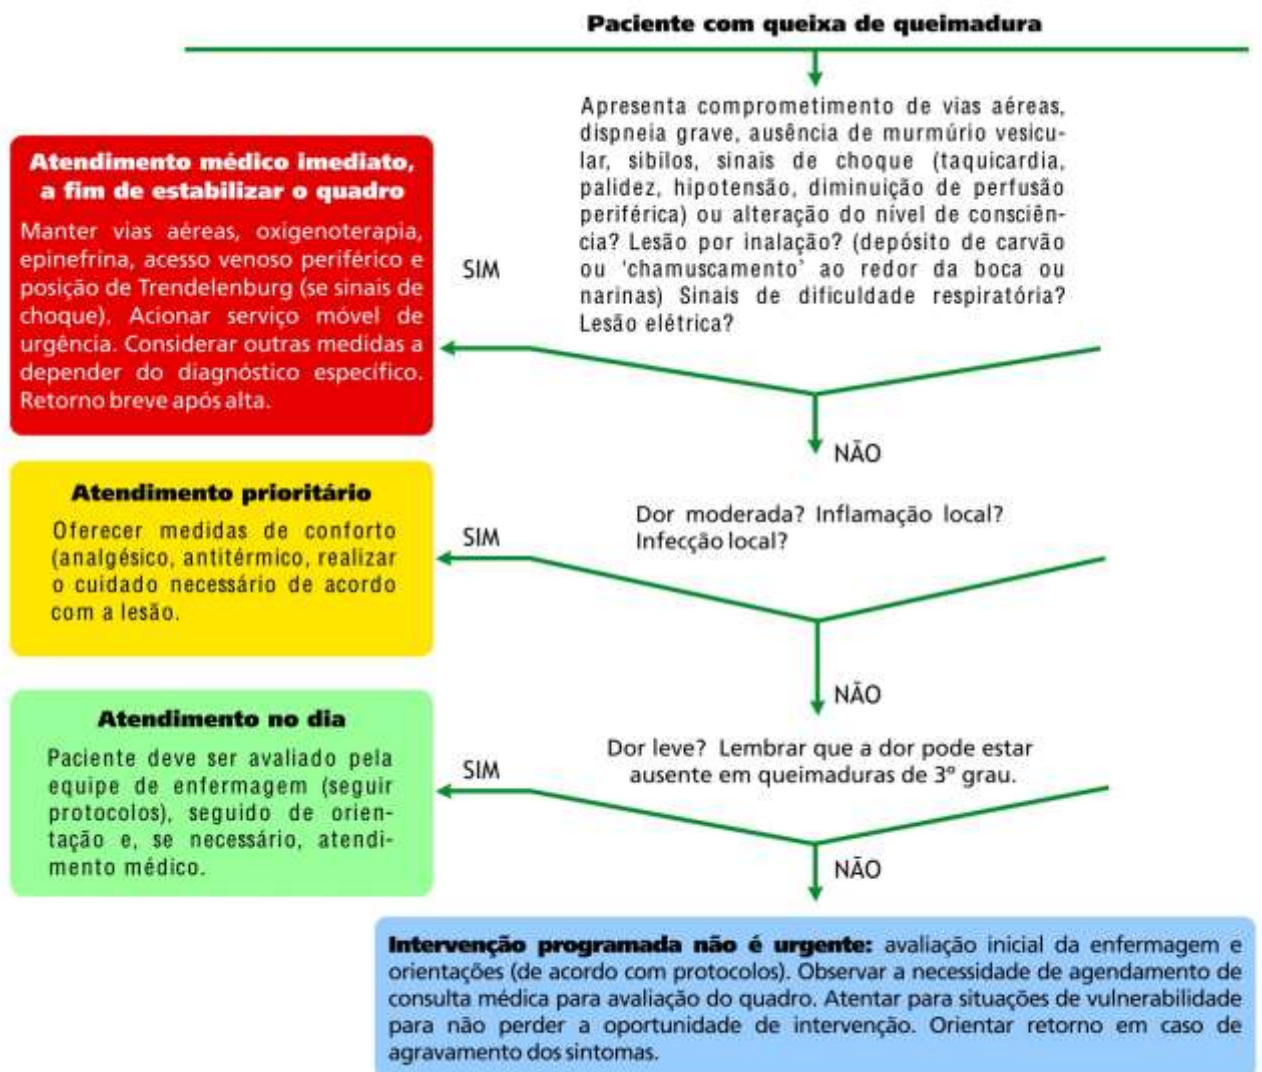 Paciente com queixa de queimadura
Apresenta comprometimento de vias aéreas,
dispneia grave, ausência de murmúrio vesicu-
lar, sibilos, sinais de choque (taquicardia,
palidez, hipotensão, diminuição de perfusão
periférica) ou alteração do nível de consciên-
cia? Lesão por inalação? (depósito de carvão
ou 'chamuscamento' ao redor da boca ou
narinas) Sinais de dificuldade respiratória?
Lesão elétrica?
SIM
Atendimento médico imediato,
a fim de estabilizar o quadro
Manter vias aéreas, oxigenoterapia,
epinefrina, acesso venoso periférico e
posição de Trendelenburg (se sinais de
choque). Acionar serviço móvel de
urgência. Considerar outras medidas a
depender do diagnóstico específico.
Retorno breve após alta.
NÃO
Dor moderada? Inflamação local?
Infecção local?
SIM
Atendimento prioritário
Oferecer medidas de conforto
(analgésico, antitérmico, realizar
o cuidado necessário de acordo
com a lesão.
NÃO
Dor leve? Lembrar que a dor pode estar
ausente em queimaduras de 3º grau.
SIM
Atendimento no dia
Paciente deve ser avaliado pela
equipe de enfermagem (seguir
protocolos), seguido de orien-
tação e, se necessário, atendi-
mento médico.
NÃO
Intervenção programada não é urgente: avaliação inicial da enfermagem e
orientações (de acordo com protocolos). Observar a necessidade de agendamento de
consulta médica para avaliação do quadro. Atentar para situações de vulnerabilidade
para não perder a oportunidade de intervenção. Orientar retorno em caso de
agravamento dos sintomas.